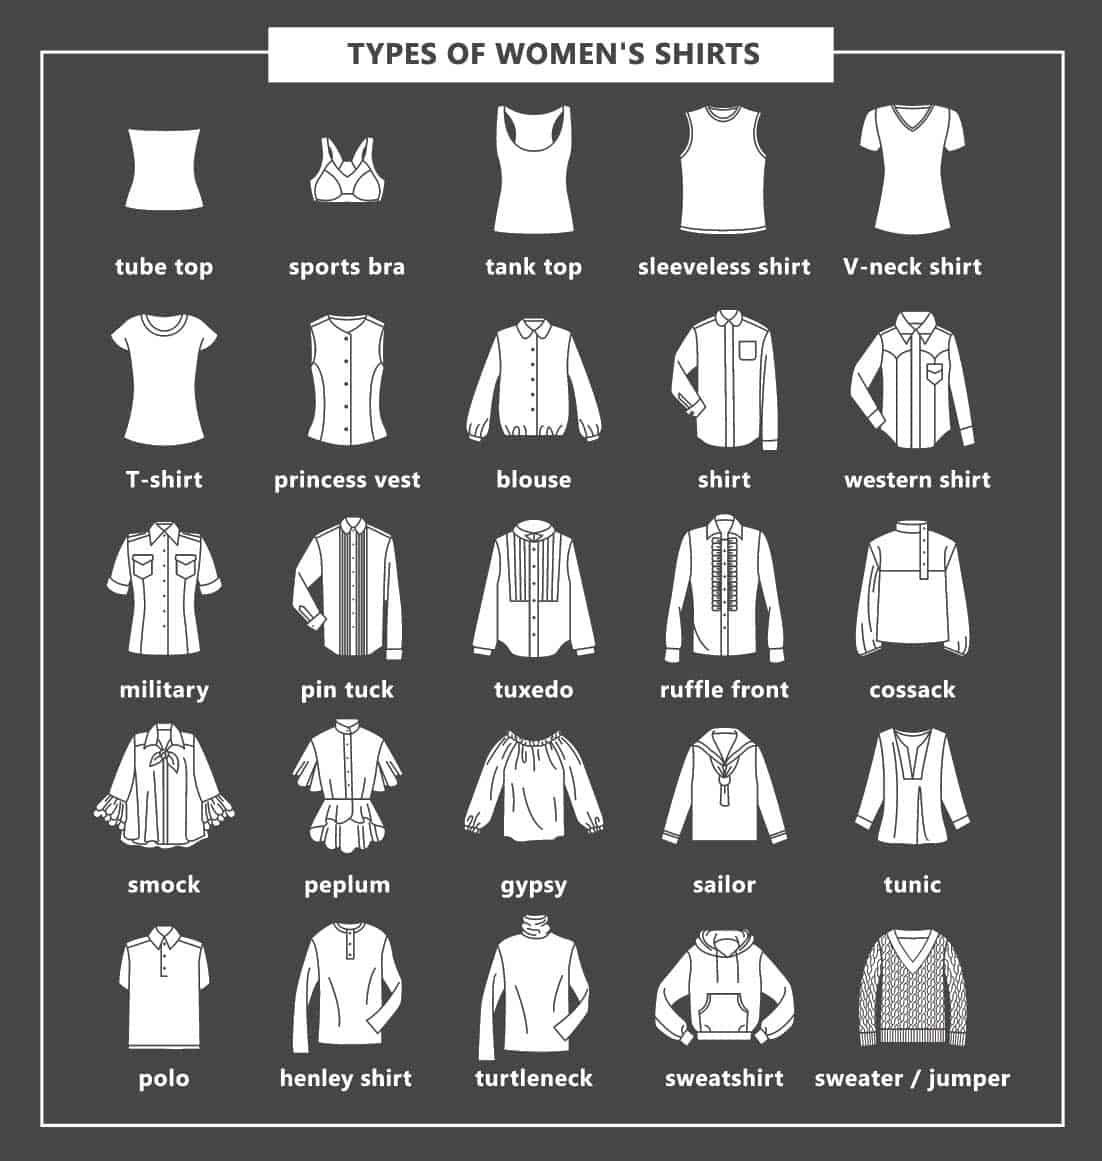 TYPES OF WOMEN'S SHIRTS
tube top
sports bra
tank top
sleeveless shirt
V-neck shirt
T-shirt
princess vest
blouse
shirt
western shirt
military
pin tuck
tuxedo
ruffle front
cossack
smock
peplum
gypsy
sailor
tunic
polo
henley shirt
turtleneck
sweatshirt
sweater / jumper